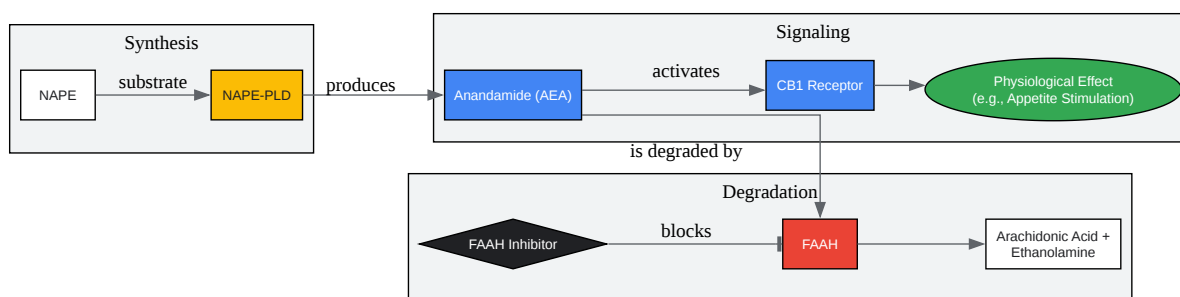 Synthesis
NAPE
substrate
NAPE-PLD
produces
Signaling
Anandamide (AEA)
activates
CB1 Receptor
Physiological Effect
(e.g., Appetite Stimulation)
is degraded by
Degradation
FAAH Inhibitor
blocks
FAAH
Arachidonic Acid +
Ethanolamine